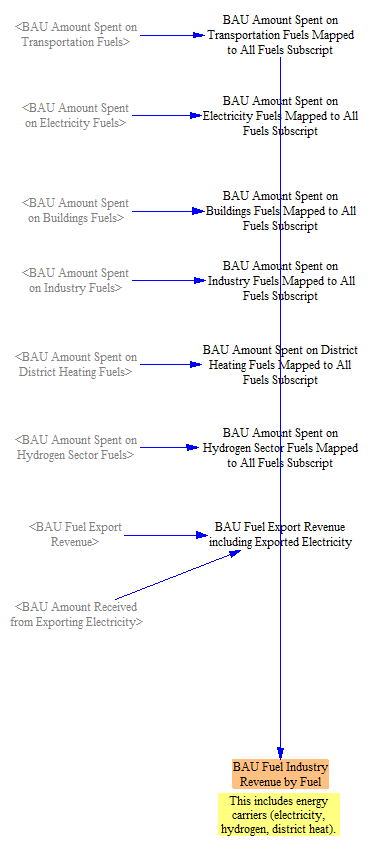 <BAU Amount Spent on
Transportation Fuels>
BAU Amount Spent on
Transportation Fuels Mapped
to All Fuels Subscript
<BAU Amount Spent
on Electricity Fuels>
BAU Amount Spent on
Electricity Fuels Mapped to All
Fuels Subscript
<BAU Amount Spent
on Buildings Fuels>
BAU Amount Spent on
Buildings Fuels Mapped to All
Fuels Subscript
<BAU Amount Spent
on Industry Fuels>
BAU Amount Spent on
Industry Fuels Mapped to All
Fuels Subscript
<BAU Amount Spent on
District Heating Fuels>
BAU Amount Spent on District
Heating Fuels Mapped to All
Fuels Subscript
<BAU Amount Spent on
Hydrogen Sector Fuels>
BAU Amount Spent on
Hydrogen Sector Fuels Mapped
to All Fuels Subscript
<BAU Fuel Export
Revenue>
BAU Fuel Export Revenue
including Exported Electricity
<BAU Amount Received
from Exporting Electricity>
BAU Fuel Industry
Revenue by Fuel
This includes energy
carriers (electricity,
hydrogen, district heat).